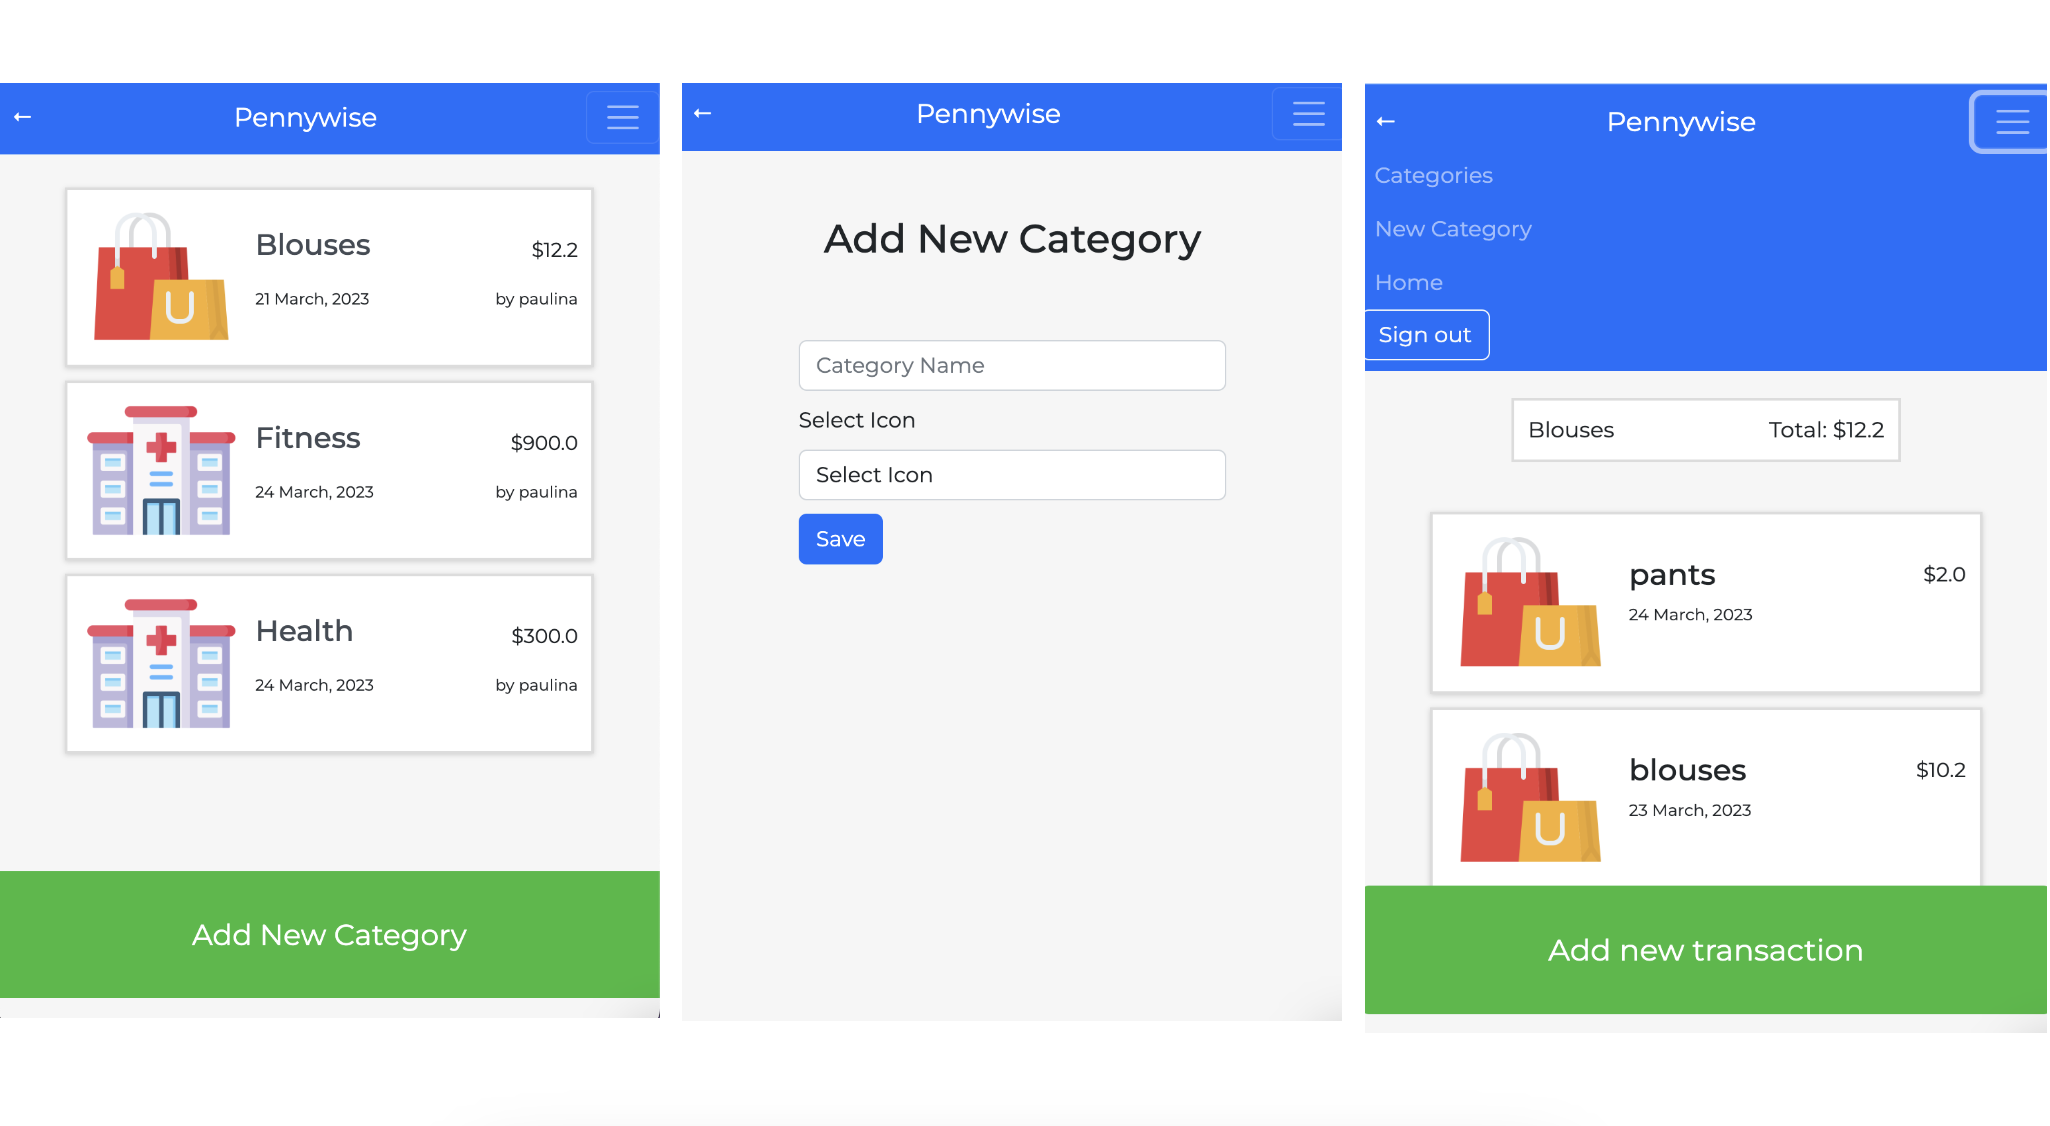 ←
Pennywise
Blouses
$12.2
21 March, 2023
by paulina
Fitness
$900.0
24 March, 2023
by paulina
Health
$300.0
24 March, 2023
by paulina
Add New Category
←
Pennywise
Add New Category
Category Name
Select Icon
Select Icon
Save
←
Pennywise
Categories
New Category
Home
Sign out
Blouses
Total: $12.2
pants
$2.0
24 March, 2023
blouses
$10.2
23 March, 2023
Add new transaction